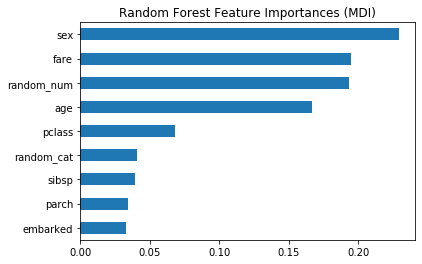 Random Forest Feature Importances (MDI)
sex
fare
random_num
age
pclass
random_cat
sibsp
parch
embarked
0.00 0.05 0.10 0.15 0.20